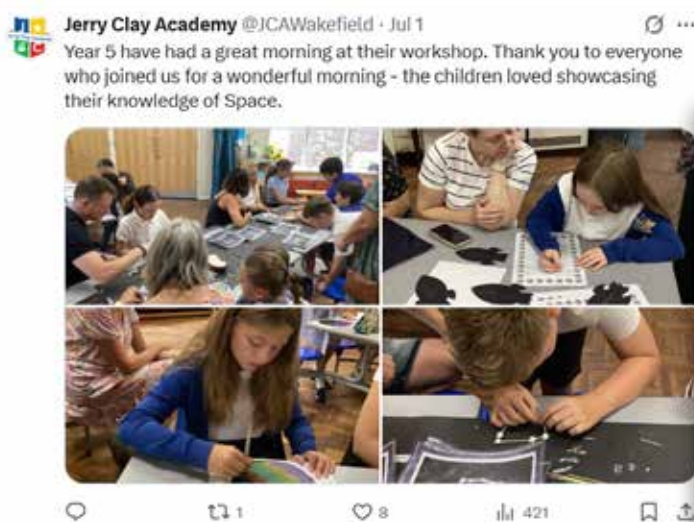 Jerry Clay Academy @JCAWakefield · Jul 1
Year 5 have had a great morning at their workshop. Thank you to everyone
who joined us for a wonderful morning - the children loved showcasing
their knowledge of Space.
1 8 421